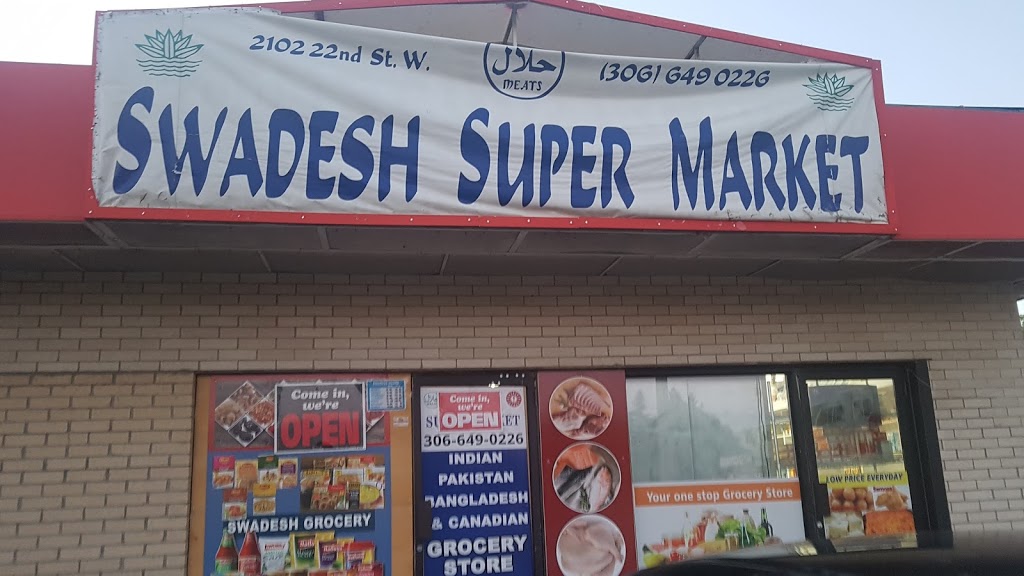 2102 22nd St. W.
حلال
MEATS
(306) 649 0226
SWADESH SUPER MARKET
Come in,
we're
OPEN
SWADESH GROCERY
Come in,
we're
OPEN
306-649-0226
INDIAN
PAKISTAN
BANGLADESH
& CANADIAN
GROCERY
STORE
Your one stop Grocery Store
LOW PRICE EVERYDAY